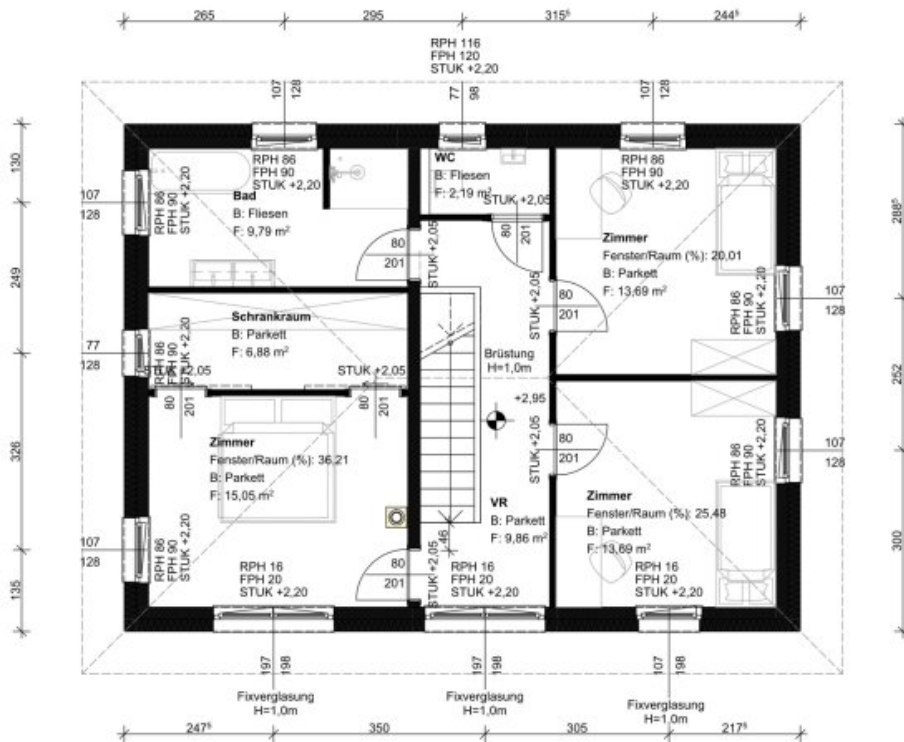 265 295 315⁵ 244⁵
RPH 116
FPH 120
STUK +2,20
107
128
77
98
107
128
130
249
326
135
107
128
RPH 86
FPH 90
STUK +2,20
RPH 86
FPH 90
STUK +2,20
Bad
B: Fliesen
F: 9,79 m²
80
201
STUK +2,05
WC
B: Fliesen
F: 2,19 m²
STUK +2,05
80
201
RPH 86
FPH 90
STUK +2,20
Zimmer
Fenster/Raum (%): 20,01
B: Parkett
F: 13,69 m²
80
201
STUK +2,05
RPH 86
FPH 90
STUK +2,20
107
128
288⁵
252
300
Schrankraum
B: Parkett
F: 6,88 m²
77
128
RPH 86
FPH 90
STUK +2,20
STUK +2,05
STUK +2,05
80
201
80
201
Brüstung
H=1,0m
+2,95
Zimmer
Fenster/Raum (%): 36,21
B: Parkett
F: 15,05 m²
107
128
RPH 86
FPH 90
STUK +2,20
RPH 16
FPH 20
STUK +2,20
80
201
STUK +2,05
46
VR
B: Parkett
F: 9,86 m²
RPH 16
FPH 20
STUK +2,20
80
201
STUK +2,05
Zimmer
Fenster/Raum (%): 25,48
B: Parkett
F: 13,69 m²
RPH 16
FPH 20
STUK +2,20
RPH 86
FPH 90
STUK +2,20
107
128
197
198
197
198
107
198
Fixverglasung
H=1,0m
Fixverglasung
H=1,0m
Fixverglasung
H=1,0m
247⁵ 350 305 217⁵